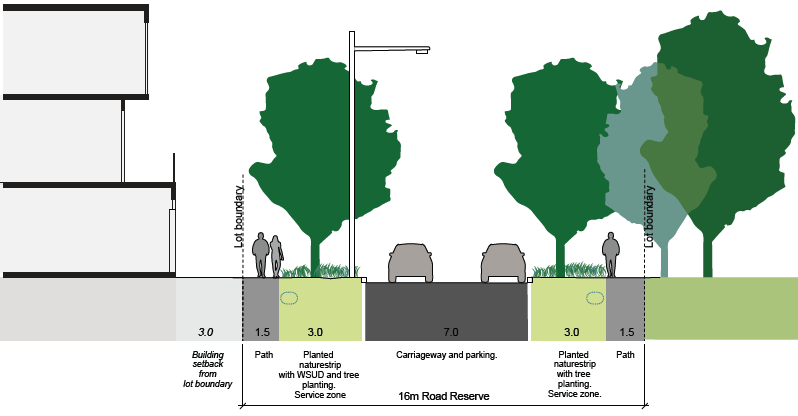 Lot boundary
Lot boundary
3.0
1.5
3.0
7.0
3.0
1.5
Building
setback
from
lot boundary
Path
Planted
naturestrip
with WSUD and tree
planting.
Service zone
Carriageway and parking.
Planted
naturestrip
with tree
planting.
Service zone.
Path
16m Road Reserve